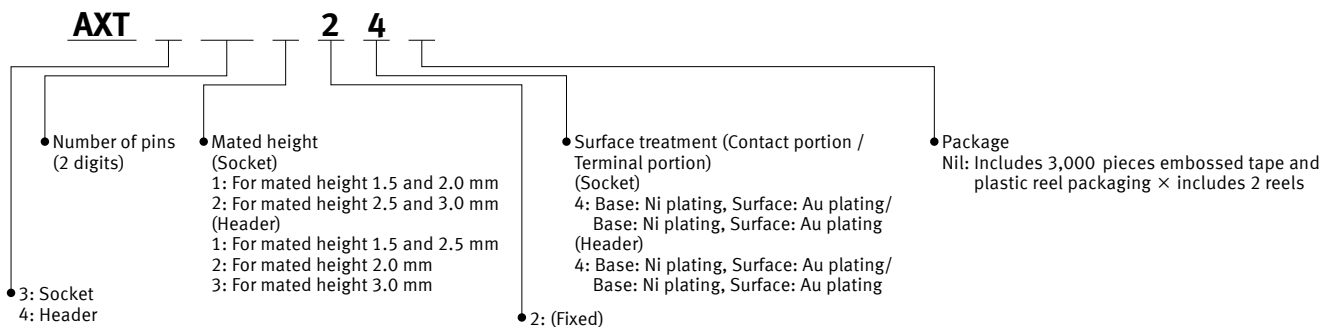 AXT 2 4
Number of pins
(2 digits)
Mated height
(Socket)
1: For mated height 1.5 and 2.0 mm
2: For mated height 2.5 and 3.0 mm
(Header)
1: For mated height 1.5 and 2.5 mm
2: For mated height 2.0 mm
3: For mated height 3.0 mm
Surface treatment (Contact portion /
Terminal portion)
(Socket)
4: Base: Ni plating, Surface: Au plating/
Base: Ni plating, Surface: Au plating
(Header)
4: Base: Ni plating, Surface: Au plating/
Base: Ni plating, Surface: Au plating
Package
Nil: Includes 3,000 pieces embossed tape and
plastic reel packaging × includes 2 reels
3: Socket
4: Header
2: (Fixed)